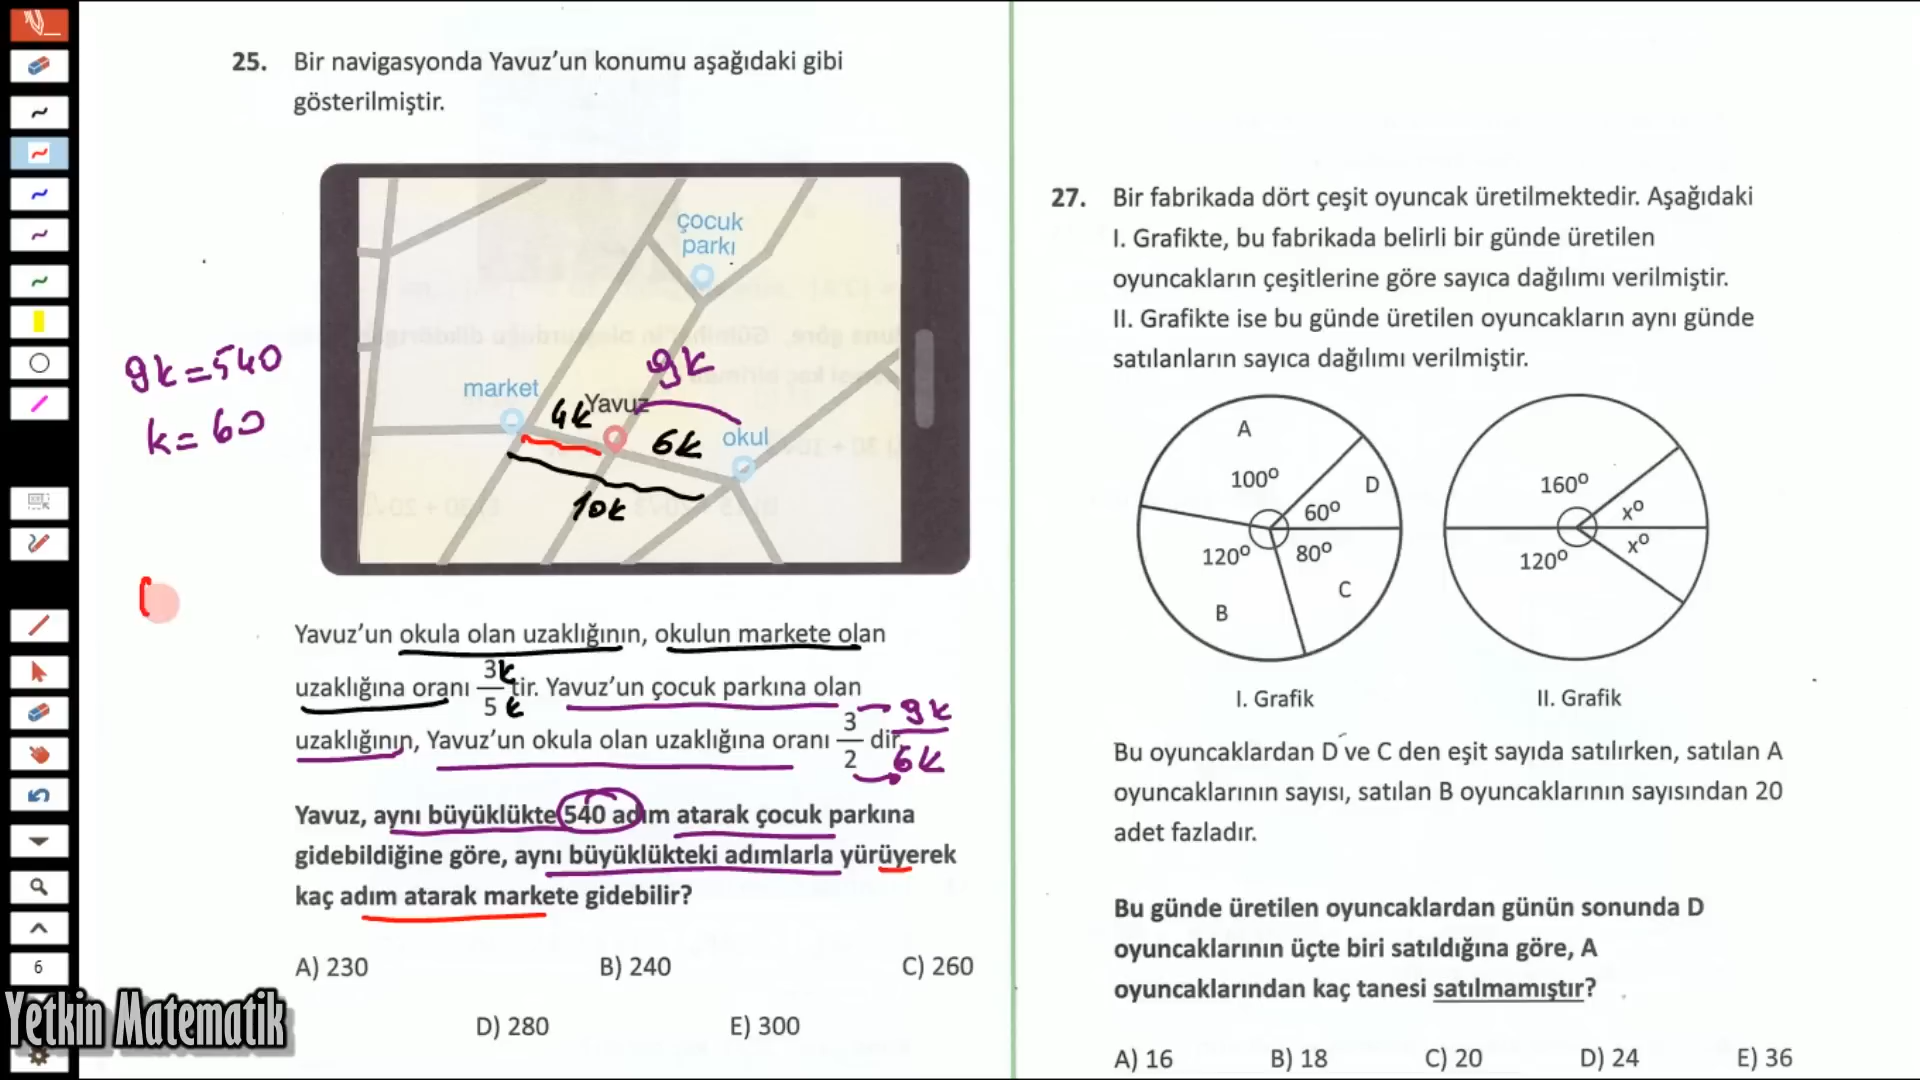 25. Bir navigasyonda Yavuz'un konumu aşağıdaki gibi
gösterilmiştir.
çocuk
parkı
9k
market
4k
Yavuz
6k
okul
10k
9k=540
k=60
Yavuz'un okula olan uzaklığının, okulun markete olan
uzaklığına oranı 3k/5k tir. Yavuz'un çocuk parkına olan
uzaklığının, Yavuz'un okula olan uzaklığına oranı 3/2 dir
9k
6k
Yavuz, aynı büyüklükte 540 adım atarak çocuk parkına
gidebildiğine göre, aynı büyüklükteki adımlarla yürüyerek
kaç adım atarak markete gidebilir?
A) 230 B) 240 C) 260
D) 280 E) 300
27. Bir fabrikada dört çeşit oyuncak üretilmektedir. Aşağıdaki
I. Grafikte, bu fabrikada belirli bir günde üretilen
oyuncakların çeşitlerine göre sayıca dağılımı verilmiştir.
II. Grafikte ise bu günde üretilen oyuncakların aynı günde
satılanların sayıca dağılımı verilmiştir.
A
100°
D
60°
120°
80°
C
B
I. Grafik
160°
x°
x°
120°
II. Grafik
Bu oyuncaklardan D ve C den eşit sayıda satılırken, satılan A
oyuncaklarının sayısı, satılan B oyuncaklarının sayısından 20
adet fazladır.
Bu günde üretilen oyuncaklardan günün sonunda D
oyuncaklarının üçte biri satıldığına göre, A
oyuncaklarından kaç tanesi satılmamıştır?
A) 16 B) 18 C) 20 D) 24 E) 36
6
Yetkin Matematik